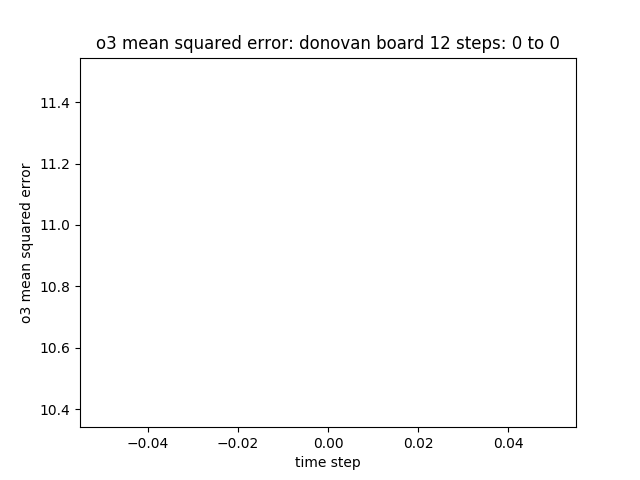 o3 mean squared error: donovan board 12 steps: 0 to 0
o3 mean squared error
11.4
11.2
11.0
10.8
10.6
10.4
−0.04 −0.02 0.00 0.02 0.04
time step